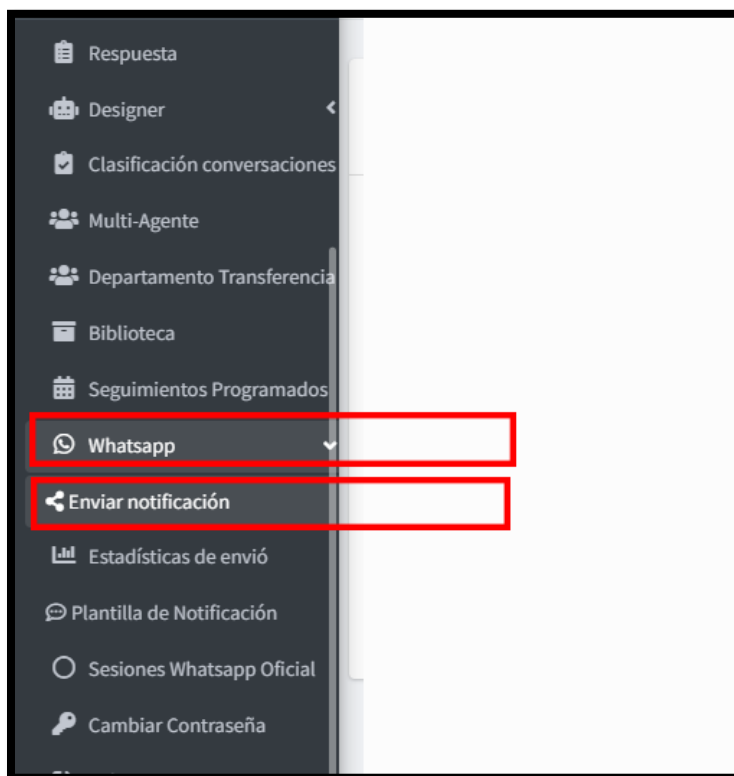 Respuesta
Designer
Clasificación conversaciones
Multi-Agente
Departamento Transferencia
Biblioteca
Seguimientos Programados
Whatsapp
Enviar notificación
Estadísticas de envió
Plantilla de Notificación
Sesiones Whatsapp Oficial
Cambiar Contraseña